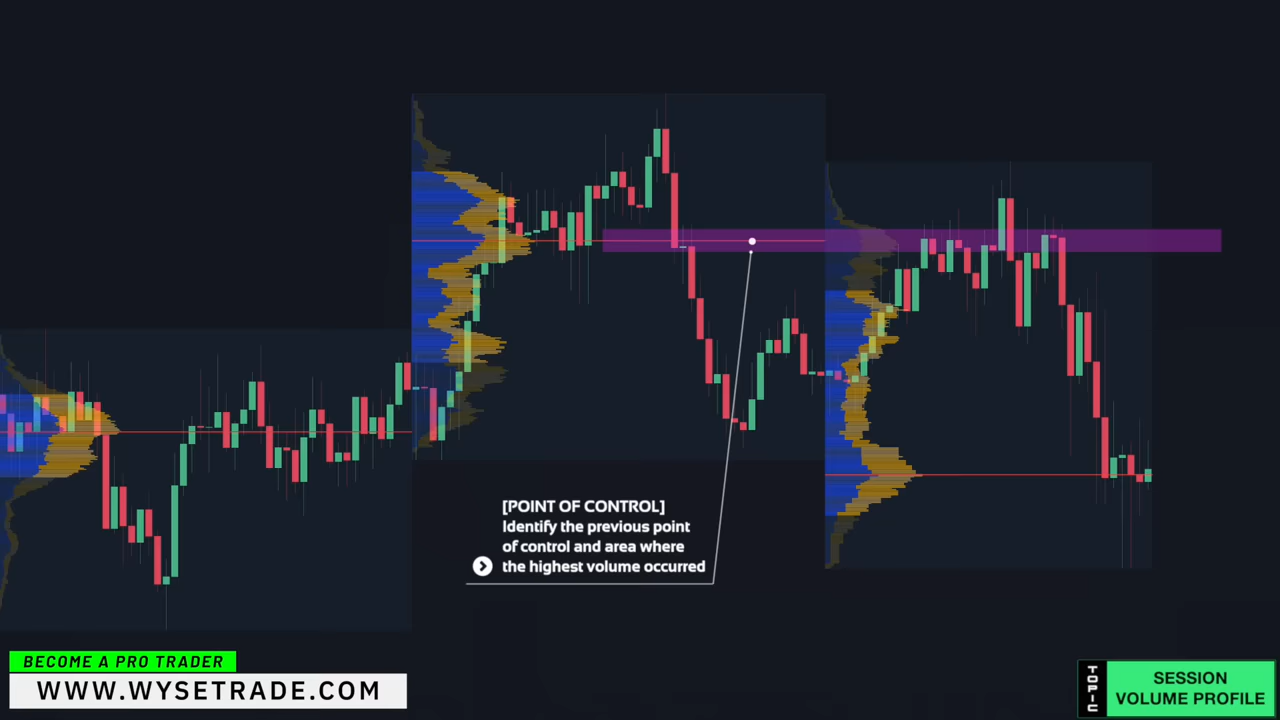 [POINT OF CONTROL]
Identify the previous point
of control and area where
the highest volume occurred
BECOME A PRO TRADER
WWW.WYSETRADE.COM
TOPIC
SESSION
VOLUME PROFILE